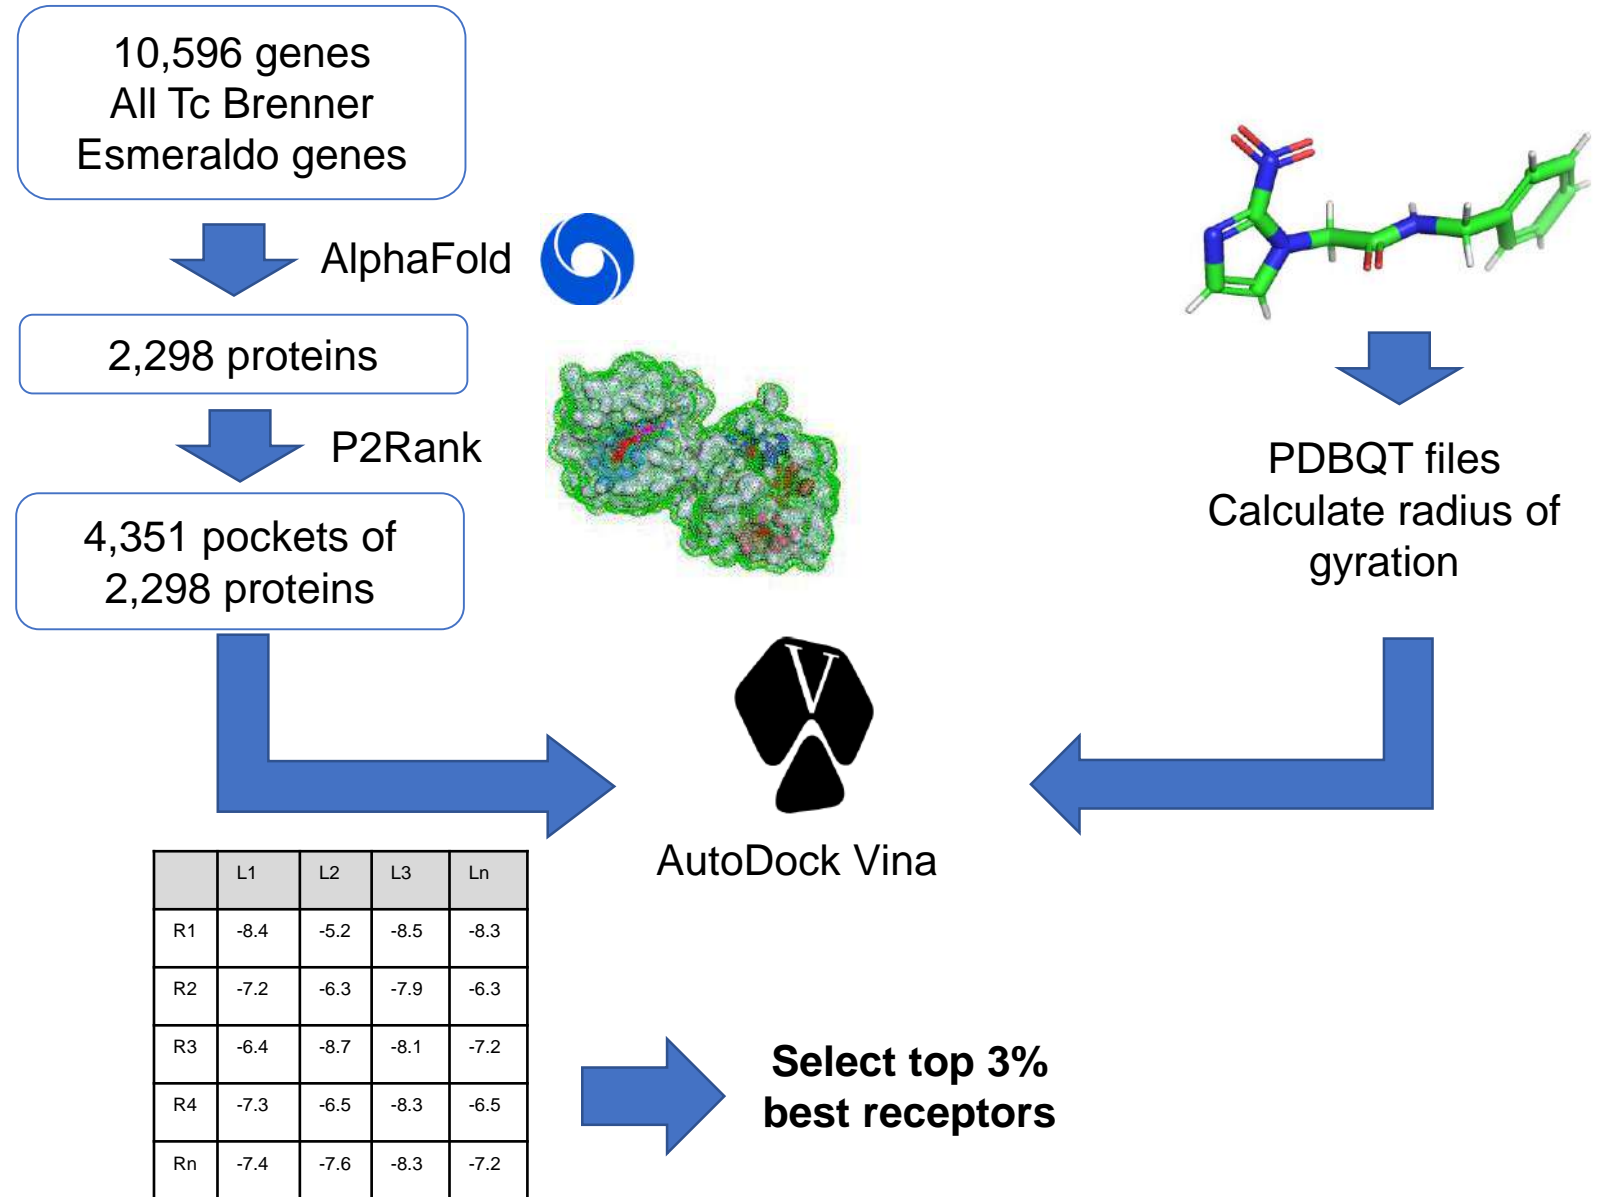 10,596 genes
All Tc Brenner
Esmeraldo genes
AlphaFold
2,298 proteins
P2Rank
4,351 pockets of
2,298 proteins
PDBQT files
Calculate radius of
gyration
V
AutoDock Vina
L1 L2 L3 Ln
R1 -8.4 -5.2 -8.5 -8.3
R2 -7.2 -6.3 -7.9 -6.3
R3 -6.4 -8.7 -8.1 -7.2
R4 -7.3 -6.5 -8.3 -6.5
Rn -7.4 -7.6 -8.3 -7.2
Select top 3%
best receptors